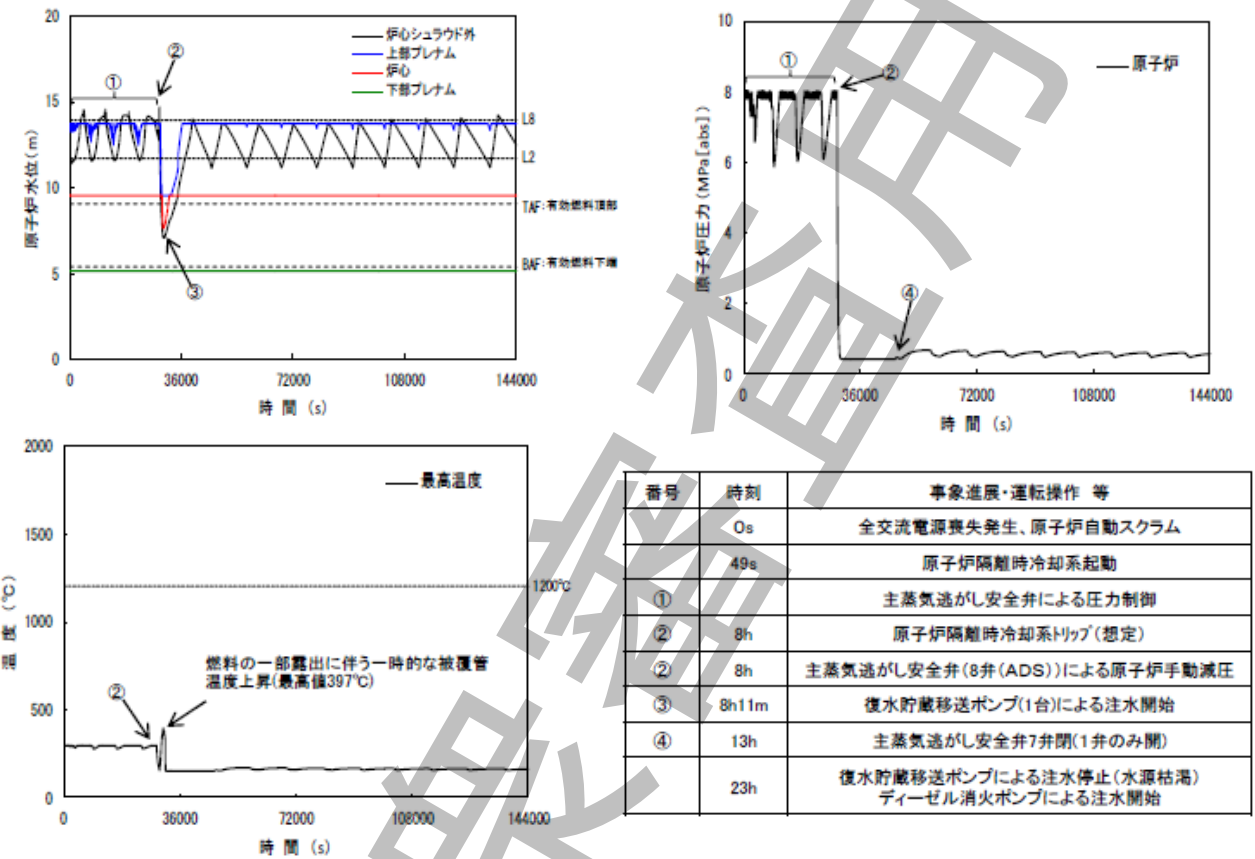 20
15
10
5
0
原子炉水位(m)
0
36000
72000
108000
144000
時 間 (s)
炉心シュラウド外
上部プレナム
炉心
下部プレナム
①
②
③
L8
L2
TAF:有効燃料頂部
BAF:有効燃料下端
10
8
6
4
2
0
原子炉圧力(MPa[abs])
0
36000
72000
108000
144000
時 間 (s)
原子炉
①
②
④
2000
1500
1000
500
0
温 度 (℃)
0
36000
72000
108000
144000
時 間 (s)
最高温度
1200℃
燃料の一部露出に伴う一時的な被覆管
温度上昇(最高値397℃)
②
番号 時刻 事象進展・運転操作 等
0s 全交流電源喪失発生、原子炉自動スクラム
49s 原子炉隔離時冷却系起動
① 主蒸気逃がし安全弁による圧力制御
② 8h 原子炉隔離時冷却系トリップ(想定)
② 8h 主蒸気逃がし安全弁(8弁(ADS))による原子炉手動減圧
③ 8h11m 復水貯蔵移送ポンプ(1台)による注水開始
④ 13h 主蒸気逃がし安全弁7弁閉(1弁のみ開)
23h 復水貯蔵移送ポンプによる注水停止(水源枯渇)
ディーゼル消火ポンプによる注水開始
審査用